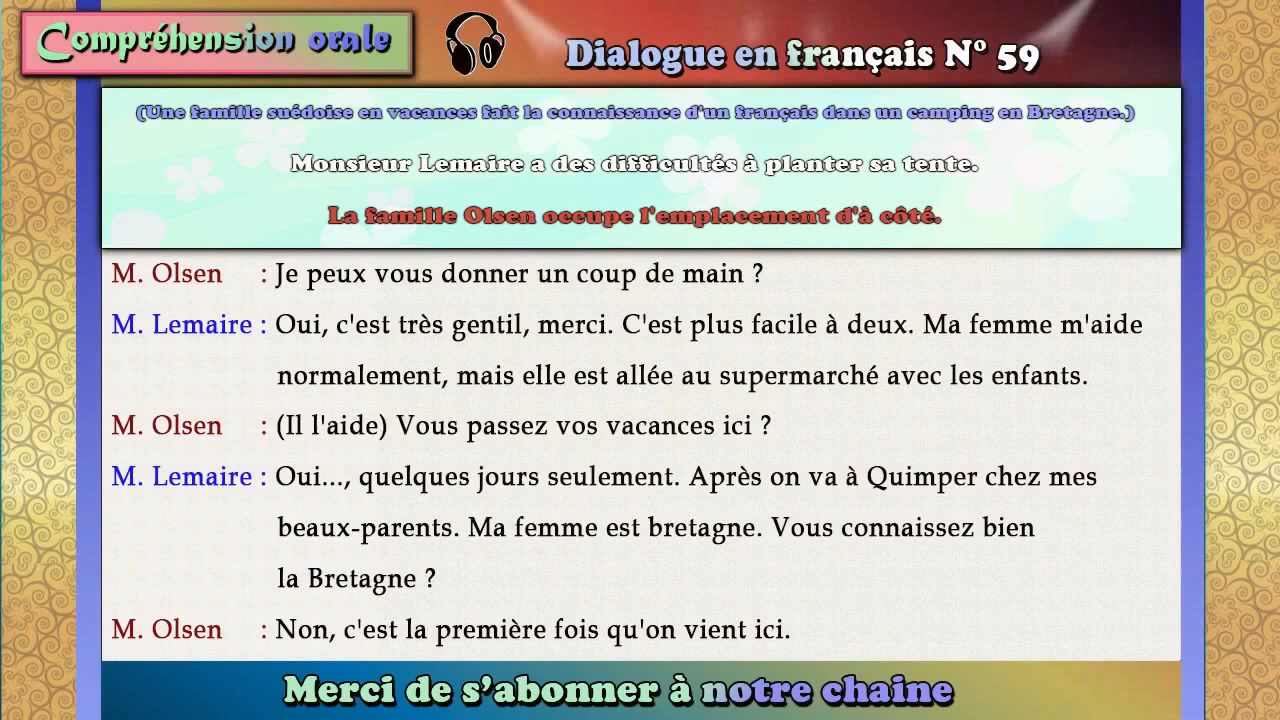 Compréhension orale
Dialogue en français N° 59
(Une famille suédoise en vacances fait la connaissance d'un français dans un camping en Bretagne.)
Monsieur Lemaire a des difficultés à planter sa tente.
La famille Olsen occupe l'emplacement d'à côté.
M. Olsen : Je peux vous donner un coup de main ?
M. Lemaire : Oui, c'est très gentil, merci. C'est plus facile à deux. Ma femme m'aide
normalement, mais elle est allée au supermarché avec les enfants.
M. Olsen : (Il l'aide) Vous passez vos vacances ici ?
M. Lemaire : Oui..., quelques jours seulement. Après on va à Quimper chez mes
beaux-parents. Ma femme est bretagne. Vous connaissez bien
la Bretagne ?
M. Olsen : Non, c'est la première fois qu'on vient ici.
Merci de s’abonner à notre chaine